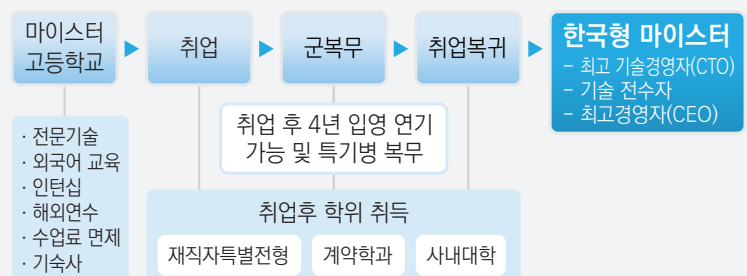 마이스터
고등학교
취업
군복무
취업복귀
한국형 마이스터
– 최고 기술경영자(CTO)
– 기술 전수자
– 최고경영자(CEO)
· 전문기술
· 외국어 교육
· 인턴십
· 해외연수
· 수업료 면제
· 기숙사
취업 후 4년 입영 연기
가능 및 특기병 복무
취업후 학위 취득
재직자특별전형
계약학과
사내대학